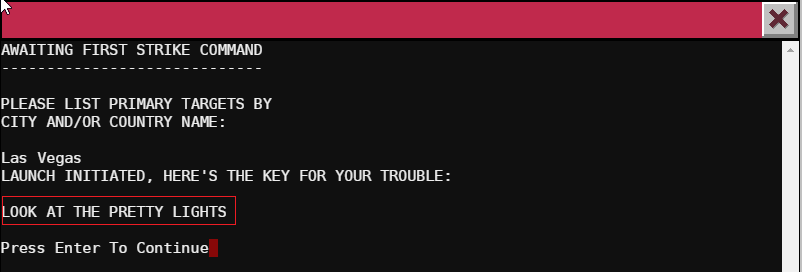 AWAITING FIRST STRIKE COMMAND
-----------------------------
PLEASE LIST PRIMARY TARGETS BY
CITY AND/OR COUNTRY NAME:
Las Vegas
LAUNCH INITIATED, HERE'S THE KEY FOR YOUR TROUBLE:
LOOK AT THE PRETTY LIGHTS
Press Enter To Continue